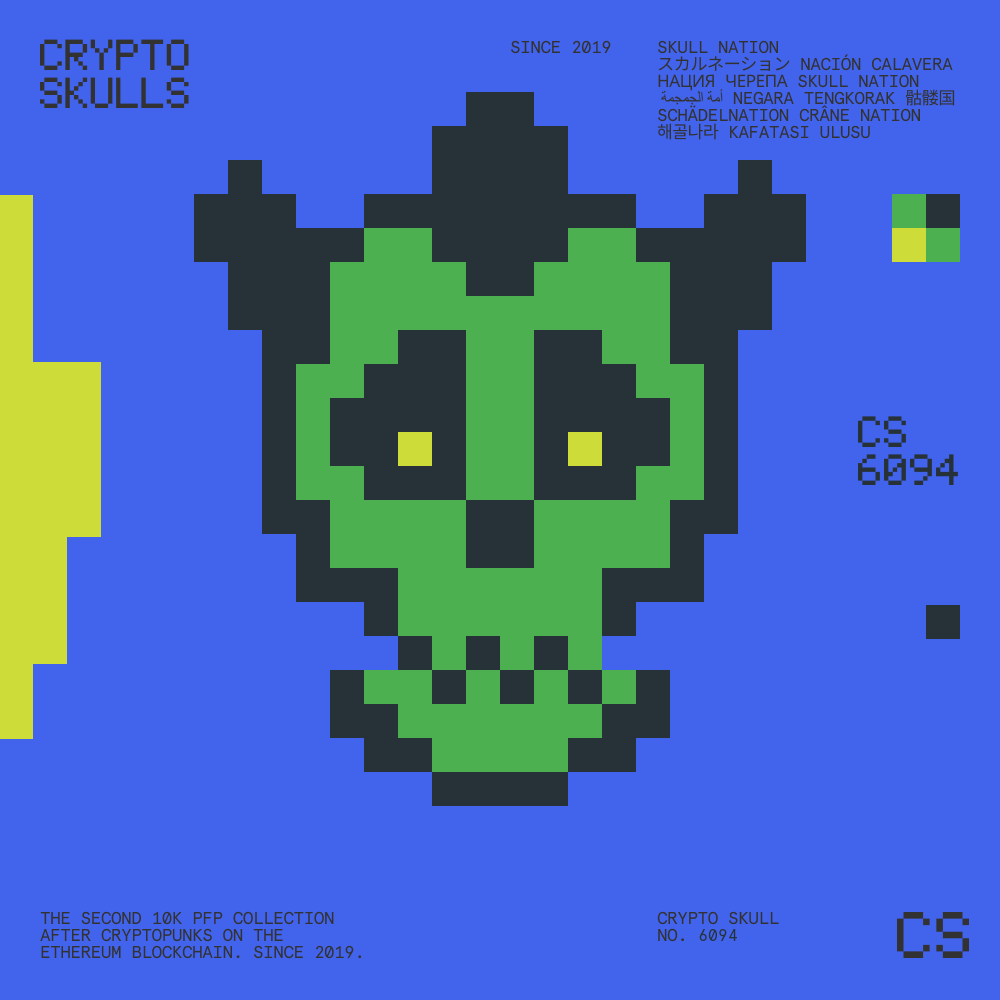 CRYPTO
SKULLS
SINCE 2019
SKULL NATION
スカルネーション NACIÓN CALAVERA
НАЦИЯ ЧЕРЕПА SKULL NATION
أمة الجمجمة NEGARA TENGKORAK 骷髅国
SCHÄDELNATION CRÂNE NATION
해골나라 KAFATASI ULUSU
CS
6094
THE SECOND 10K PFP COLLECTION
AFTER CRYPTOPUNKS ON THE
ETHEREUM BLOCKCHAIN. SINCE 2019.
CRYPTO SKULL
NO. 6094
CS